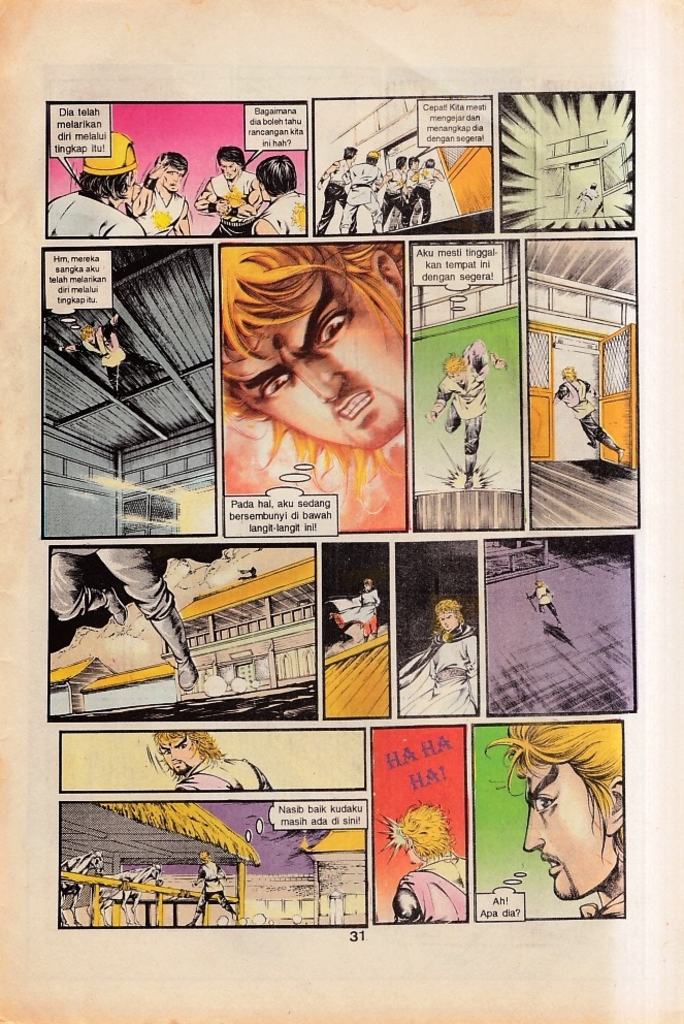 Dia telah
melarikan
diri melalui
tingkap itu!
Bagaimana
dia boleh tahu
rancangan kita
ini hah?
Cepat! Kita mesti
mengejar dan
menangkap dia
dengan segera!
Hm, mereka
sangka aku
telah melarikan
diri melalui
tingkap itu.
Pada hal, aku sedang
bersembunyi di bawah
langit-langit ini!
Aku mesti tinggal-
kan tempat ini
dengan segera!
Nasib baik kudaku
masih ada di sini!
HA HA
HA!
Ah!
Apa dia?
31